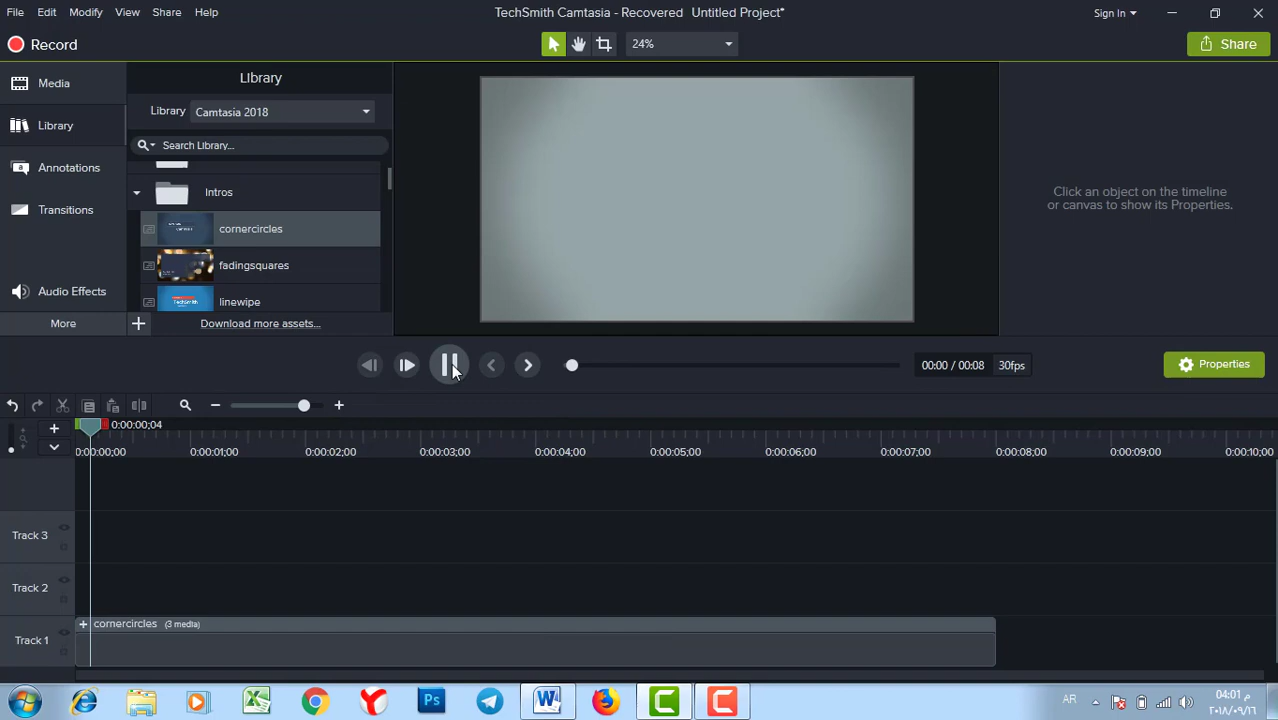 File Edit Modify View Share Help
TechSmith Camtasia - Recovered Untitled Project*
Sign In
Record
24%
Share
Media
Library
Annotations
Transitions
Audio Effects
More
Library
Library Camtasia 2018
Search Library...
Intros
cornercircles
fadingsquares
linewipe
TechSmith
Download more assets...
Click an object on the timeline
or canvas to show its Properties.
00:00 / 00:08 30fps
Properties
0:00:00;04
0:00:00;00 0:00:01;00 0:00:02;00 0:00:03;00 0:00:04;00 0:00:05;00 0:00:06;00 0:00:07;00 0:00:08;00 0:00:09;00 0:00:10;00
Track 3
Track 2
cornercircles (3 media)
Track 1
Ps
AR
04:01 م
٢٠١٨/٠٩/١٦